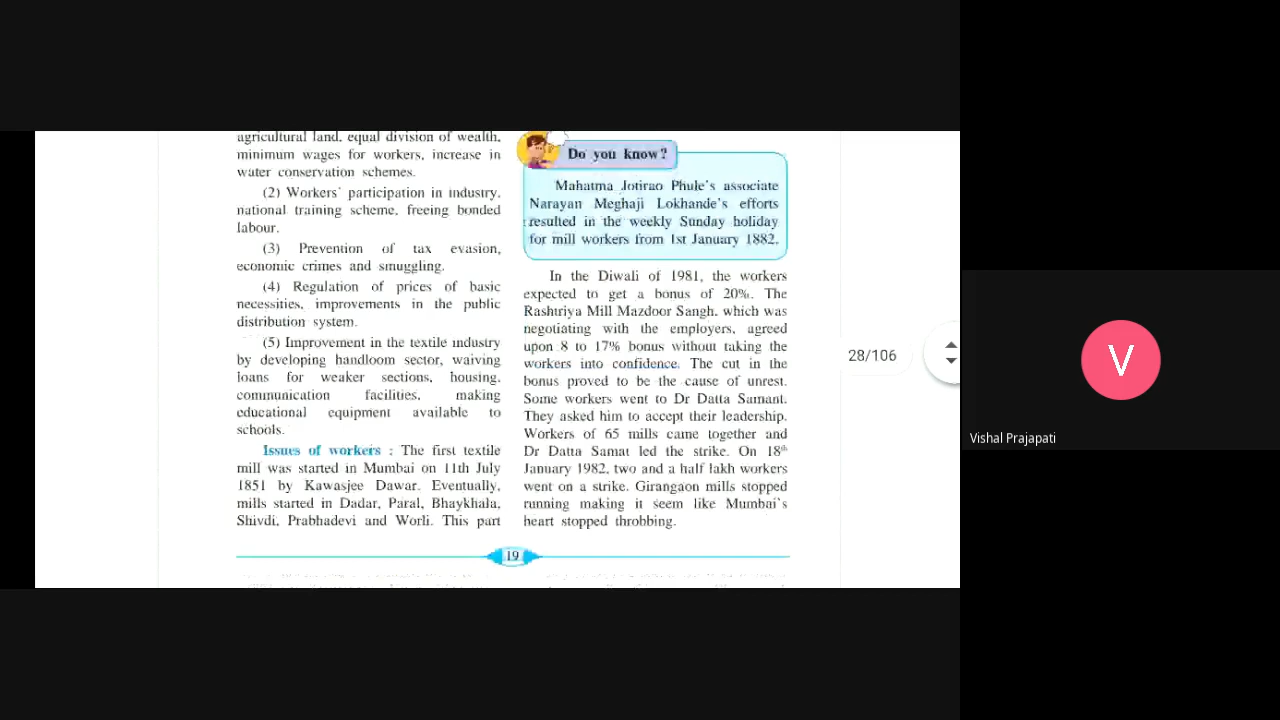 agricultural land, equal division of wealth,
minimum wages for workers, increase in
water conservation schemes.
(2) Workers' participation in industry,
national training scheme, freeing bonded
labour.
(3) Prevention of tax evasion,
economic crimes and smuggling.
(4) Regulation of prices of basic
necessities, improvements in the public
distribution system.
(5) Improvement in the textile industry
by developing handloom sector, waiving
loans for weaker sections, housing,
communication facilities, making
educational equipment available to
schools.
Issues of workers : The first textile
mill was started in Mumbai on 11th July
1851 by Kawasjee Dawar. Eventually,
mills started in Dadar, Paral, Bhaykhala,
Shivdi, Prabhadevi and Worli. This part
Do you know?
Mahatma Jotirao Phule's associate
Narayan Meghaji Lokhande's efforts
resulted in the weekly Sunday holiday
for mill workers from 1st January 1882.
In the Diwali of 1981, the workers
expected to get a bonus of 20%. The
Rashtriya Mill Mazdoor Sangh, which was
negotiating with the employers, agreed
upon 8 to 17% bonus without taking the
workers into confidence. The cut in the
bonus proved to be the cause of unrest.
Some workers went to Dr Datta Samant.
They asked him to accept their leadership.
Workers of 65 mills came together and
Dr Datta Samat led the strike. On 18th
January 1982, two and a half lakh workers
went on a strike. Girangaon mills stopped
running making it seem like Mumbai's
heart stopped throbbing.
19
28/106
V
Vishal Prajapati